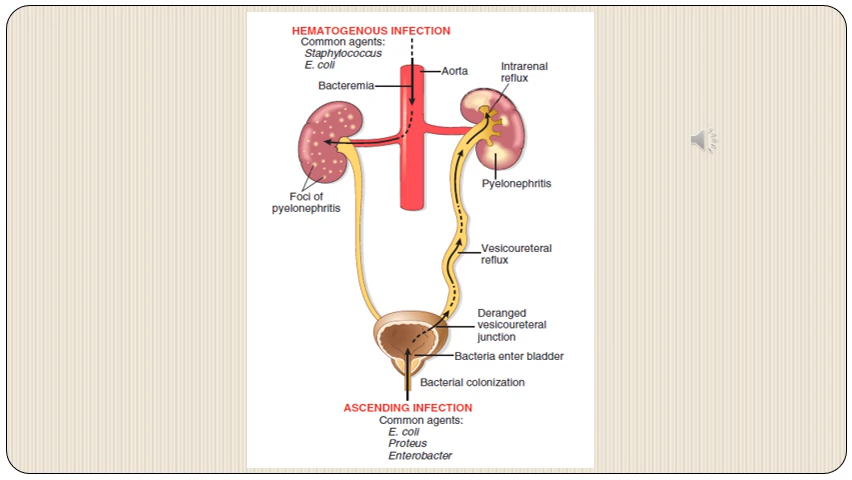 HEMATOGENOUS INFECTION
Common agents:
Staphylococcus
E. coli
Bacteremia
Aorta
Intrarenal
reflux
Foci of
pyelonephritis
Pyelonephritis
Vesicoureteral
reflux
Deranged
vesicoureteral
junction
Bacteria enter bladder
Bacterial colonization
ASCENDING INFECTION
Common agents:
E. coli
Proteus
Enterobacter